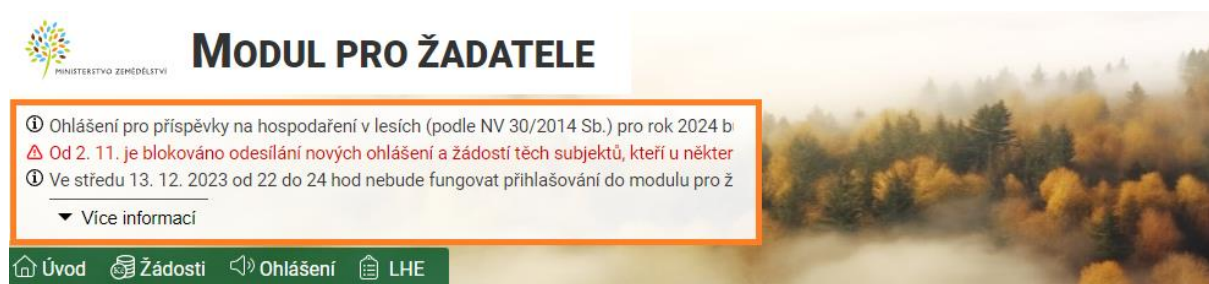 MINISTERSTVO ZEMĚDĚLSTVÍ
MODUL PRO ŽADATELE
Ohlášení pro příspěvky na hospodaření v lesích (podle NV 30/2014 Sb.) pro rok 2024
Od 2. 11. je blokováno odesílání nových ohlášení a žádostí těch subjektů, kteří u někter
Ve středu 13. 12. 2023 od 22 do 24 hod nebude fungovat přihlašování do modulu pro ž
Více informací
Úvod Žádosti Ohlášení LHE